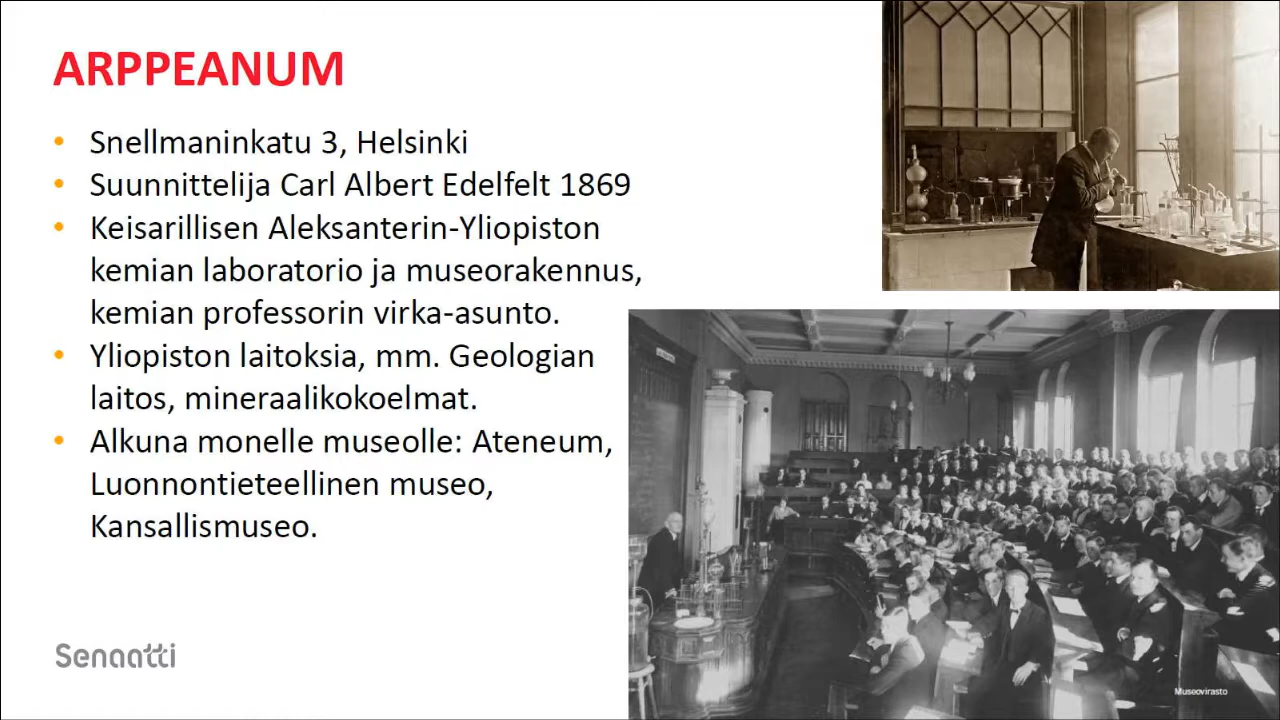 ARPPEANUM
• Snellmaninkatu 3, Helsinki
• Suunnittelija Carl Albert Edelfelt 1869
• Keisarillisen Aleksanterin-Yliopiston
kemian laboratorio ja museorakennus,
kemian professorin virka-asunto.
• Yliopiston laitoksia, mm. Geologian
laitos, mineraalikokoelmat.
• Alkuna monelle museolle: Ateneum,
Luonnontieteellinen museo,
Kansallismuseo.
Senaatti
Museovirasto